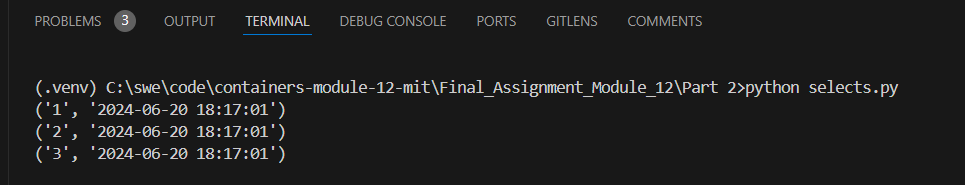 PROBLEMS 3 OUTPUT TERMINAL DEBUG CONSOLE PORTS GITLENS COMMENTS
(.venv) C:\swe\code\containers-module-12-mit\Final_Assignment_Module_12\Part 2>python selects.py
('1', '2024-06-20 18:17:01')
('2', '2024-06-20 18:17:01')
('3', '2024-06-20 18:17:01')